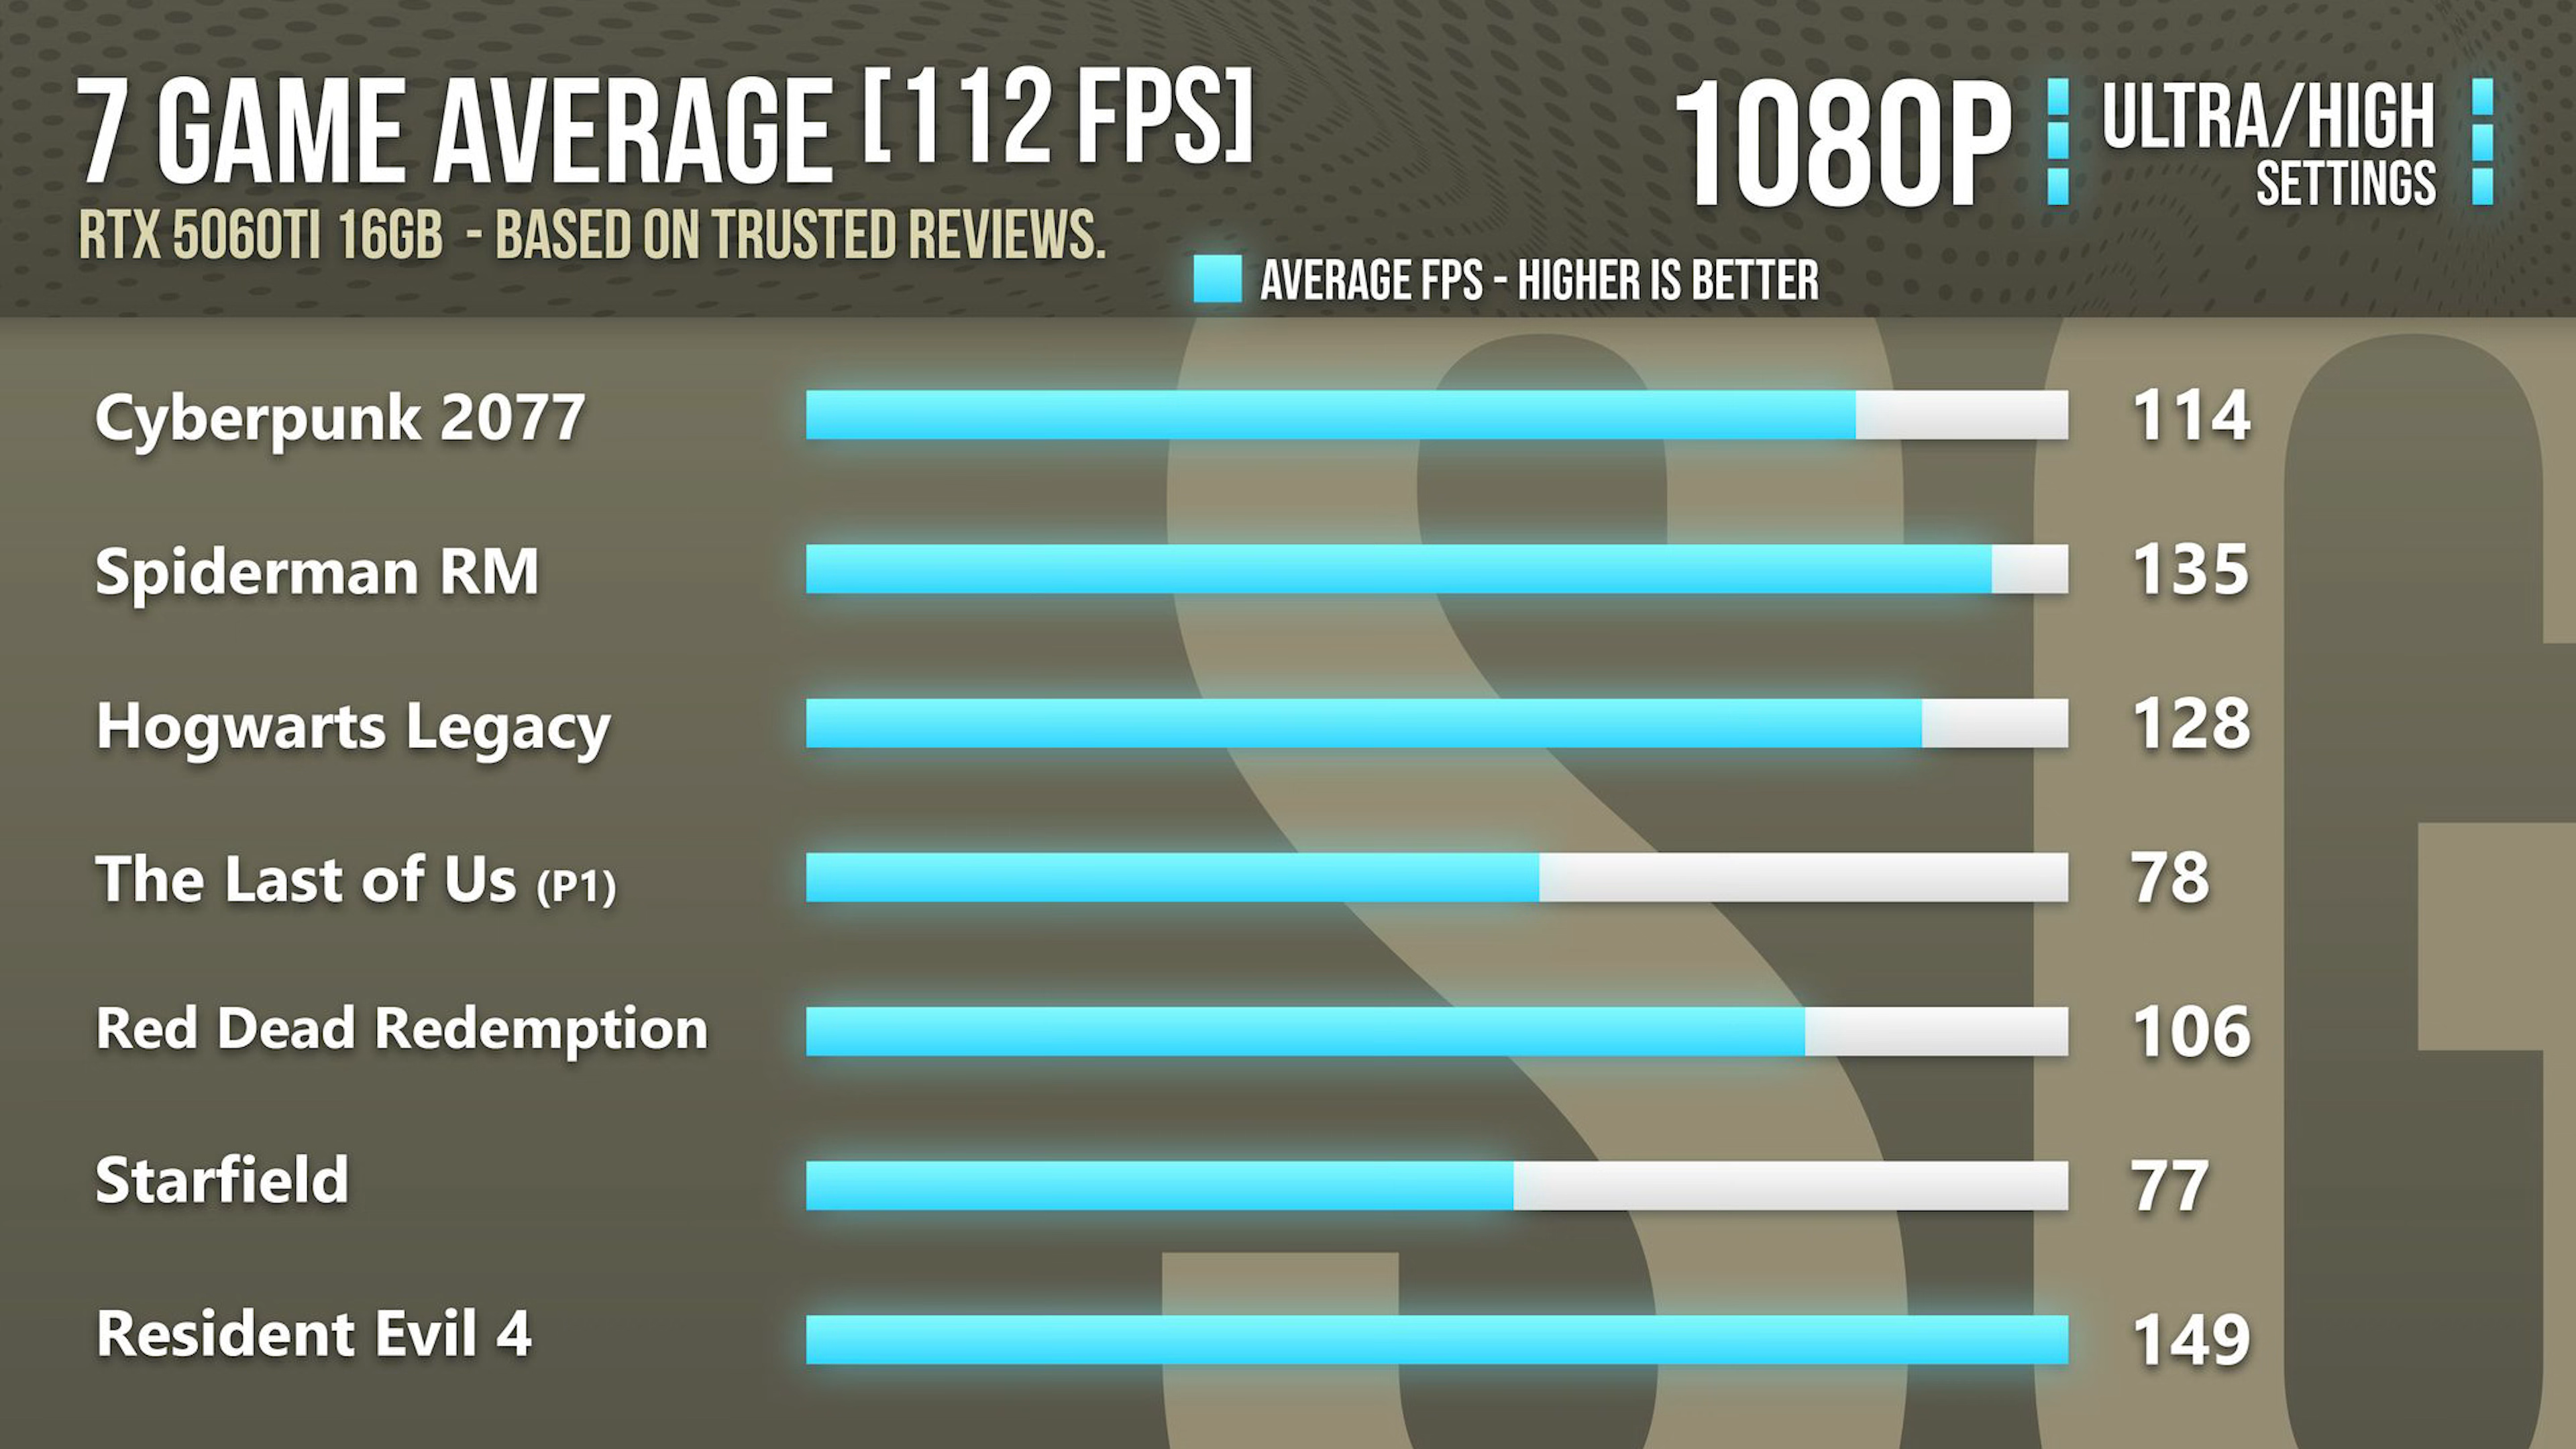 7 GAME AVERAGE [112 FPS]
RTX 5060TI 16GB - BASED ON TRUSTED REVIEWS.
1080P
ULTRA/HIGH
SETTINGS
AVERAGE FPS - HIGHER IS BETTER
Cyberpunk 2077 114
Spiderman RM 135
Hogwarts Legacy 128
The Last of Us (P1) 78
Red Dead Redemption 106
Starfield 77
Resident Evil 4 149
SG